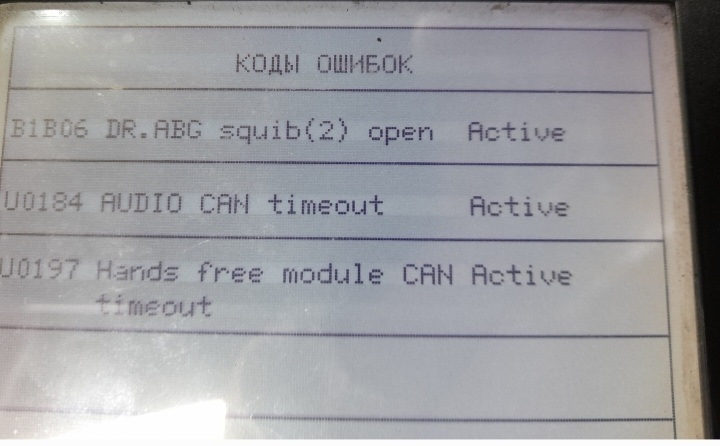 КОДЫ ОШИБОК
B1B06 DR.ABG squib(2) open Active
U0184 AUDIO CAN timeout Active
U0197 Hands free module CAN Active
timeout